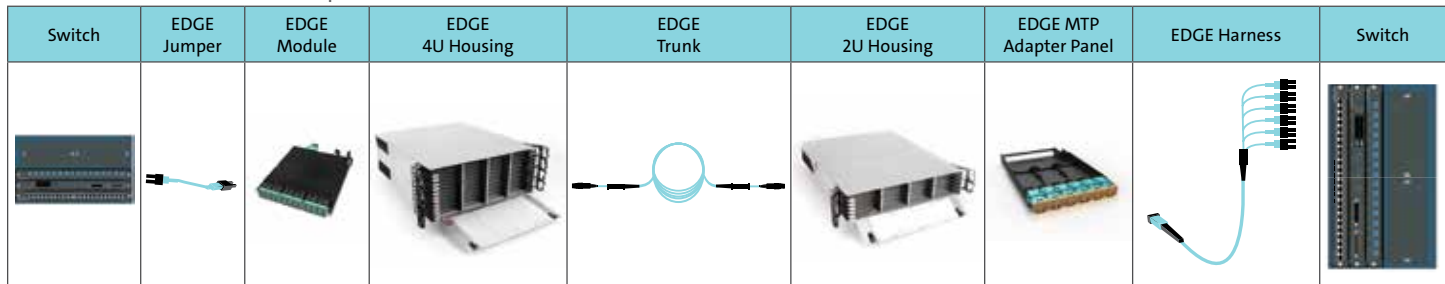 Switch
EDGE
Jumper
EDGE
Module
EDGE
4U Housing
EDGE
Trunk
EDGE
2U Housing
EDGE MTP
Adapter Panel
EDGE Harness
Switch